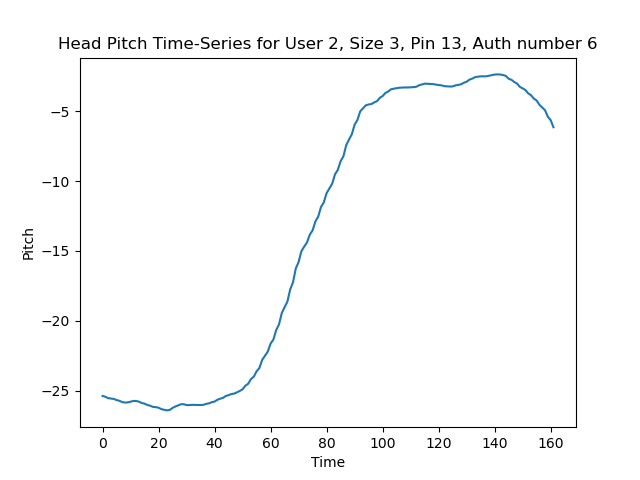 Head Pitch Time-Series for User 2, Size 3, Pin 13, Auth number 6
Pitch
−5
−10
−15
−20
−25
0 20 40 60 80 100 120 140 160
Time